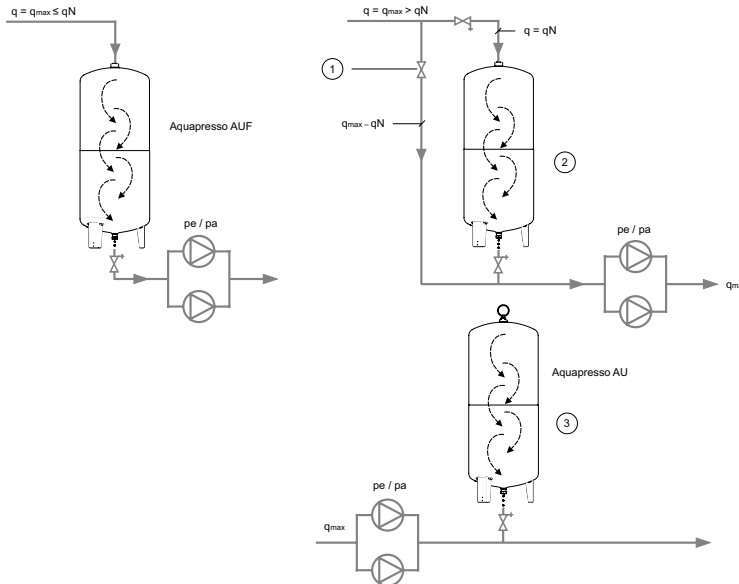 q = qmax ≤ qN
Aquapresso AUF
pe / pa
q = qmax > qN
q = qN
1
qmax – qN
2
pe / pa
qm
Aquapresso AU
3
pe / pa
qmax